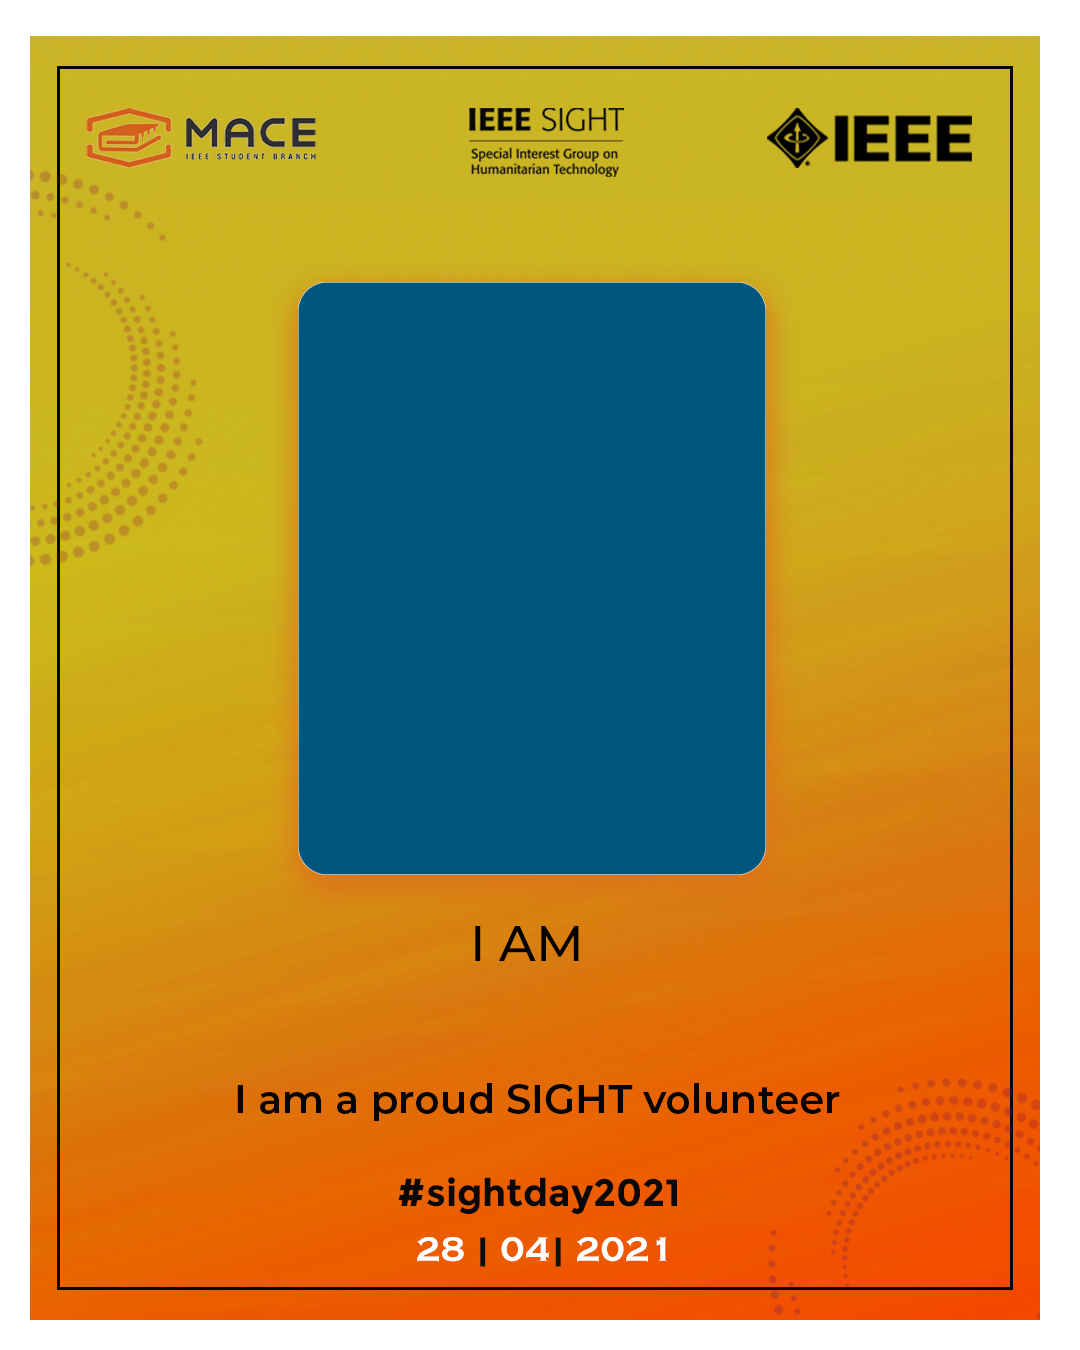 MACE
IEEE STUDENT BRANCH
IEEE SIGHT
Special Interest Group on
Humanitarian Technology
IEEE
I AM
I am a proud SIGHT volunteer
#sightday2021
28 | 04| 2021